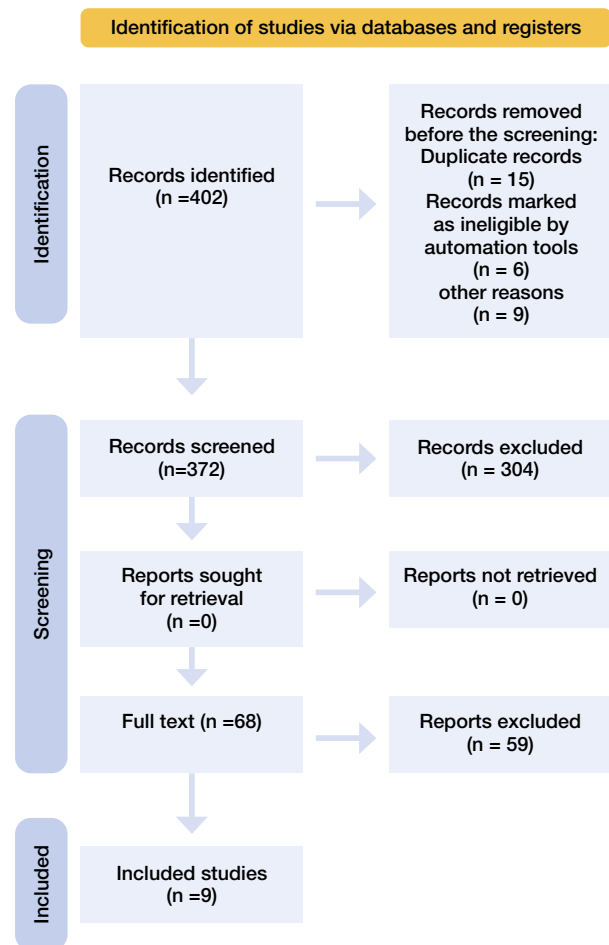 Identification of studies via databases and registers
Identification
Records identified
(n =402)
Records removed
before the screening:
Duplicate records
(n = 15)
Records marked
as ineligible by
automation tools
(n = 6)
other reasons
(n = 9)
Screening
Records screened
(n=372)
Records excluded
(n = 304)
Reports sought
for retrieval
(n =0)
Reports not retrieved
(n = 0)
Full text (n =68)
Reports excluded
(n = 59)
Included
Included studies
(n =9)